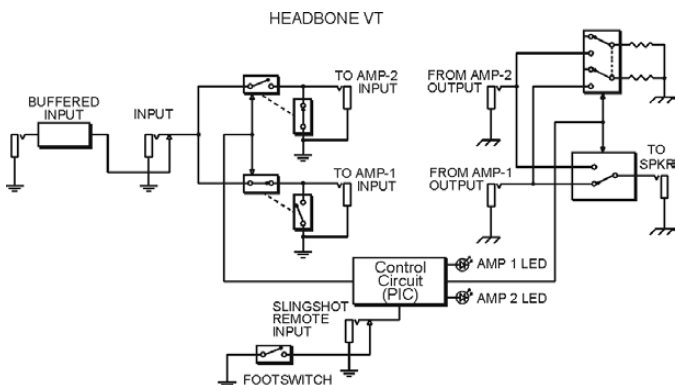 HEADBONE VT
BUFFERED
INPUT
INPUT
TO AMP-2
INPUT
TO AMP-1
INPUT
FROM AMP-2
OUTPUT
FROM AMP-1
OUTPUT
TO
SPKR
Control
Circuit
(PIC)
AMP 1 LED
AMP 2 LED
SLINGSHOT
REMOTE
INPUT
FOOTSWITCH